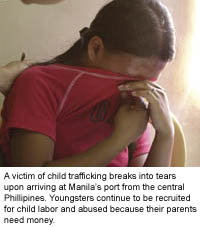 A victim of child trafficking breaks into tears
upon arriving at Manila's port from the central
Phillipines. Youngsters continue to be recruited
for child labor and abused because their parents
need money.